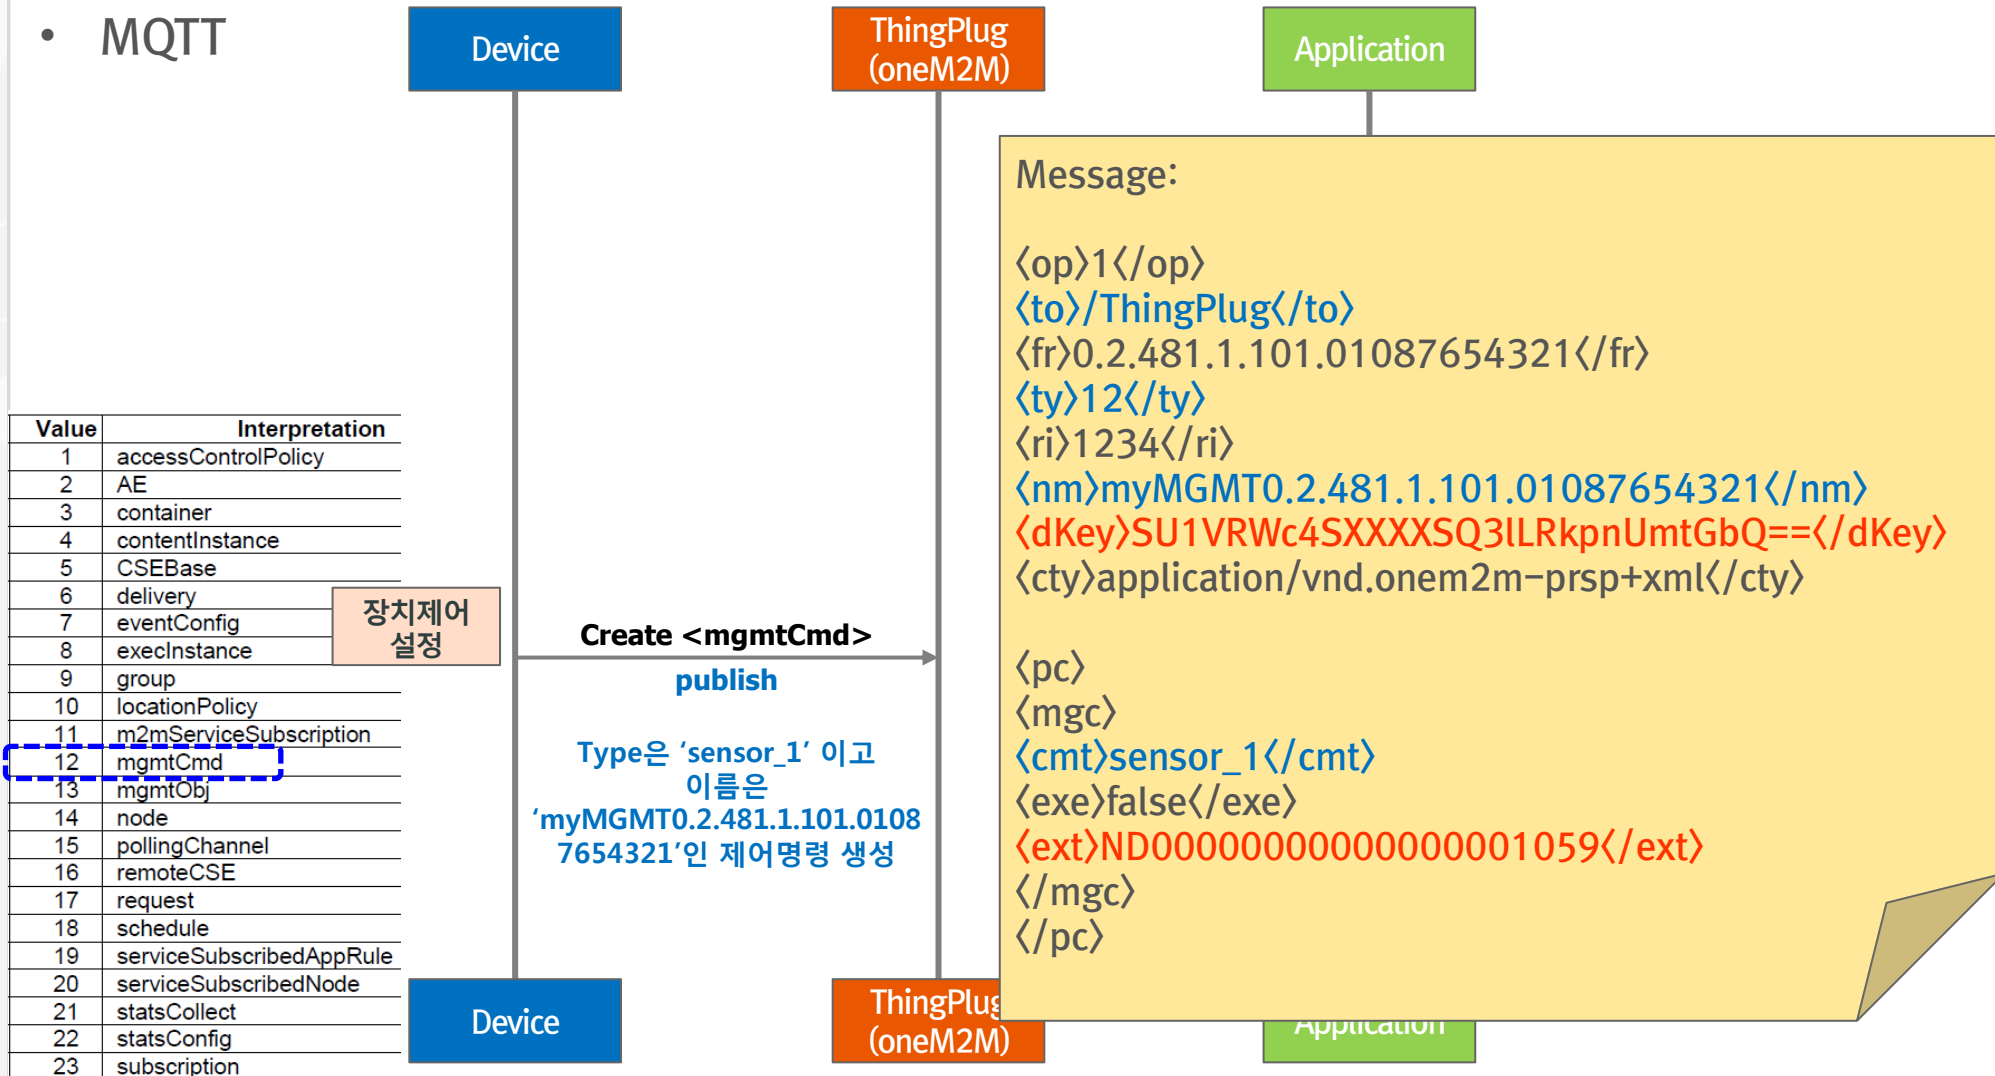 • MQTT
Device
ThingPlug
(oneM2M)
Application
Message:
〈op〉1〈/op〉
〈to〉/ThingPlug〈/to〉
〈fr〉0.2.481.1.101.01087654321〈/fr〉
〈ty〉12〈/ty〉
〈ri〉1234〈/ri〉
〈nm〉myMGMT0.2.481.1.101.01087654321〈/nm〉
〈dKey〉SU1VRWc4SXXXXSQ3lLRkpnUmtGbQ==〈/dKey〉
〈cty〉application/vnd.onem2m-prsp+xml〈/cty〉
〈pc〉
〈mgc〉
〈cmt〉sensor_1〈/cmt〉
〈exe〉false〈/exe〉
〈ext〉ND00000000000000001059〈/ext〉
〈/mgc〉
〈/pc〉
Value Interpretation
1 accessControlPolicy
2 AE
3 container
4 contentInstance
5 CSEBase
6 delivery
7 eventConfig
8 execInstance
9 group
10 locationPolicy
11 m2mServiceSubscription
12 mgmtCmd
13 mgmtObj
14 node
15 pollingChannel
16 remoteCSE
17 request
18 schedule
19 serviceSubscribedAppRule
20 serviceSubscribedNode
21 statsCollect
22 statsConfig
23 subscription
장치제어
설정
Create <mgmtCmd>
publish
Type은 ‘sensor_1’ 이고
이름은
‘myMGMT0.2.481.1.101.0108
7654321’인 제어명령 생성
Device
ThingPlug
(oneM2M)
Application